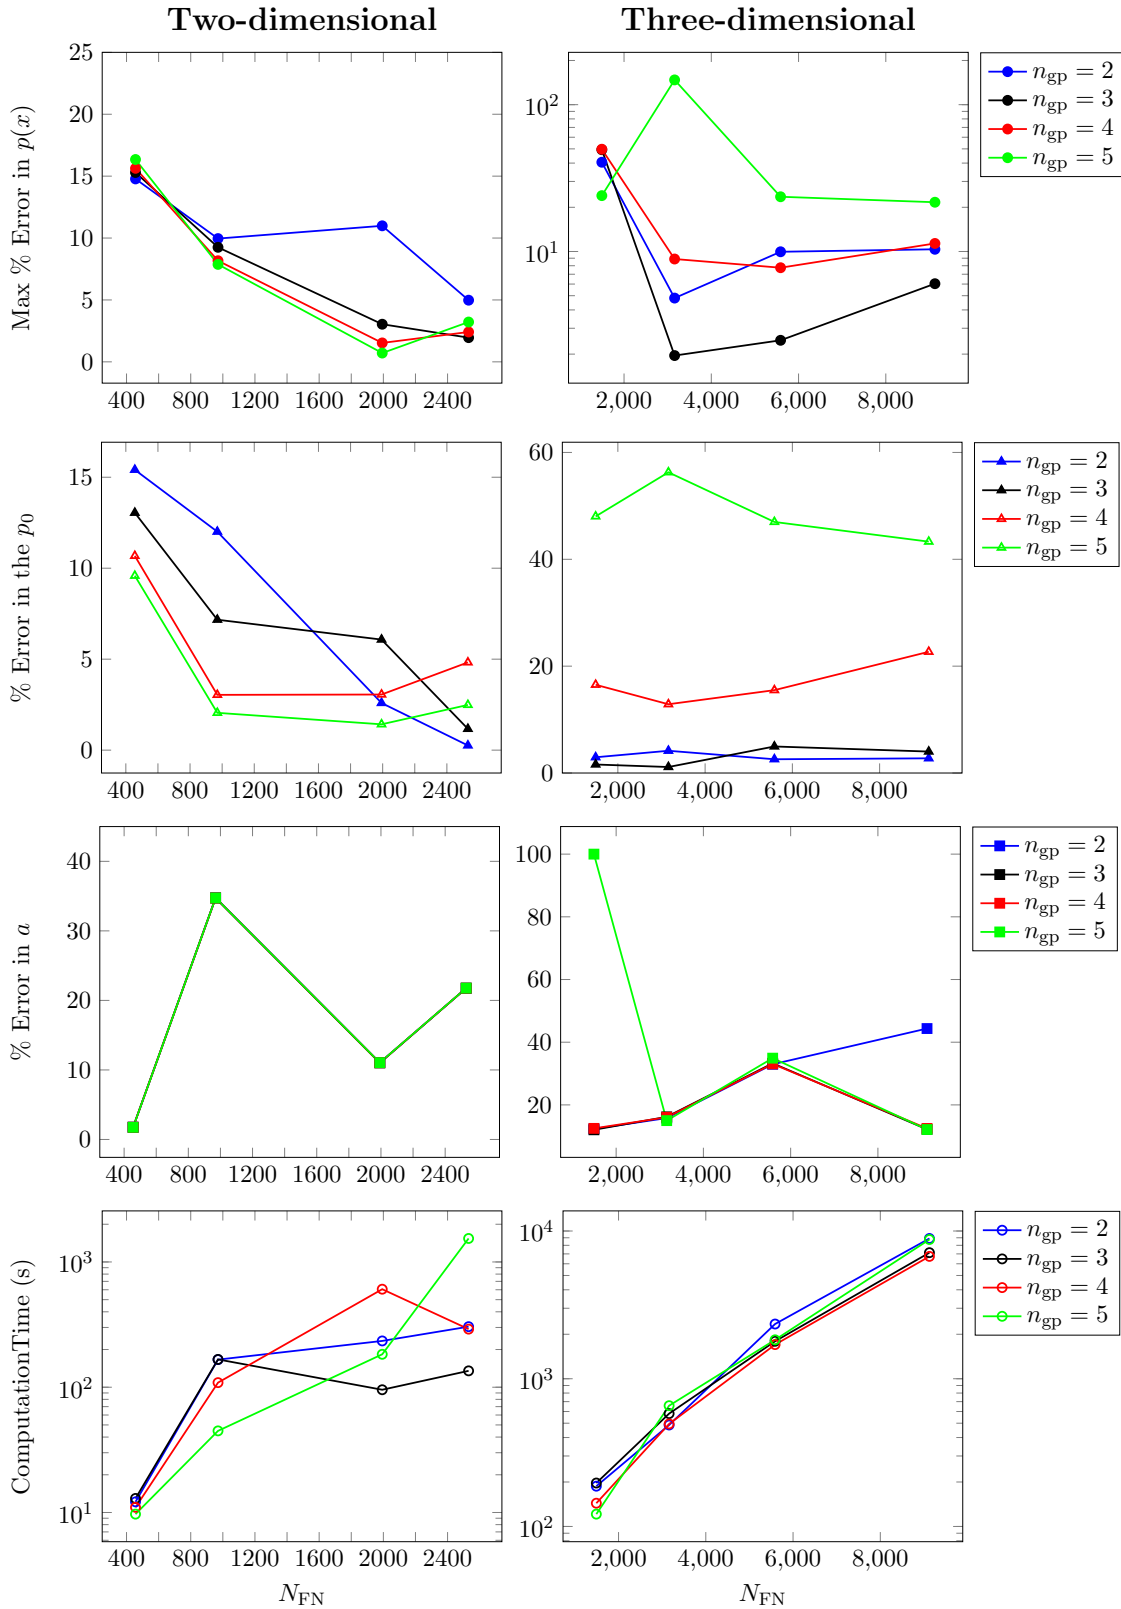 Two-dimensional Three-dimensional
Max % Error in p(x)
25
20
15
10
5
0
400 800 1200 1600 2000 2400
10²
10¹
2,000 4,000 6,000 8,000
n_gp = 2
n_gp = 3
n_gp = 4
n_gp = 5
% Error in the p₀
15
10
5
0
400 800 1200 1600 2000 2400
60
40
20
0
2,000 4,000 6,000 8,000
n_gp = 2
n_gp = 3
n_gp = 4
n_gp = 5
% Error in a
40
30
20
10
0
400 800 1200 1600 2000 2400
100
80
60
40
20
2,000 4,000 6,000 8,000
n_gp = 2
n_gp = 3
n_gp = 4
n_gp = 5
ComputationTime (s)
10³
10²
10¹
400 800 1200 1600 2000 2400
N_FN
10⁴
10³
10²
2,000 4,000 6,000 8,000
N_FN
n_gp = 2
n_gp = 3
n_gp = 4
n_gp = 5